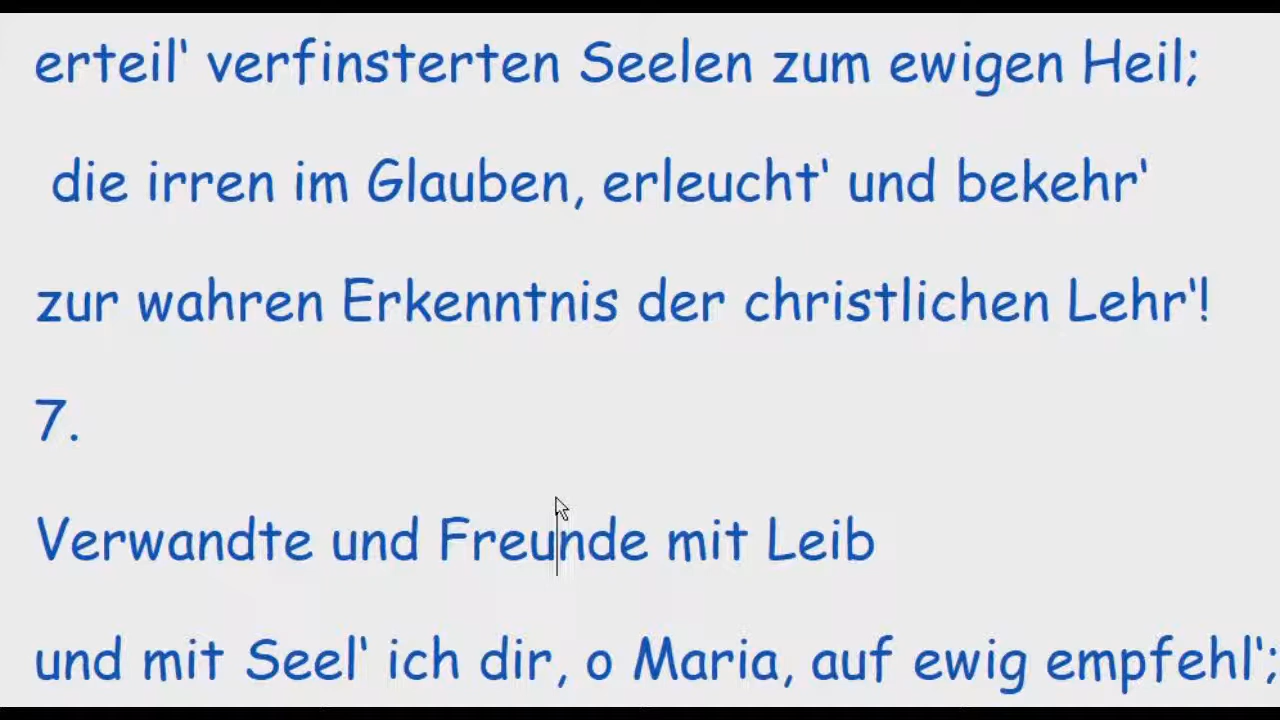 erteil‘ verfinsterten Seelen zum ewigen Heil;
die irren im Glauben, erleucht‘ und bekehr‘
zur wahren Erkenntnis der christlichen Lehr‘!
7.
Verwandte und Freunde mit Leib
und mit Seel‘ ich dir, o Maria, auf ewig empfehl‘;